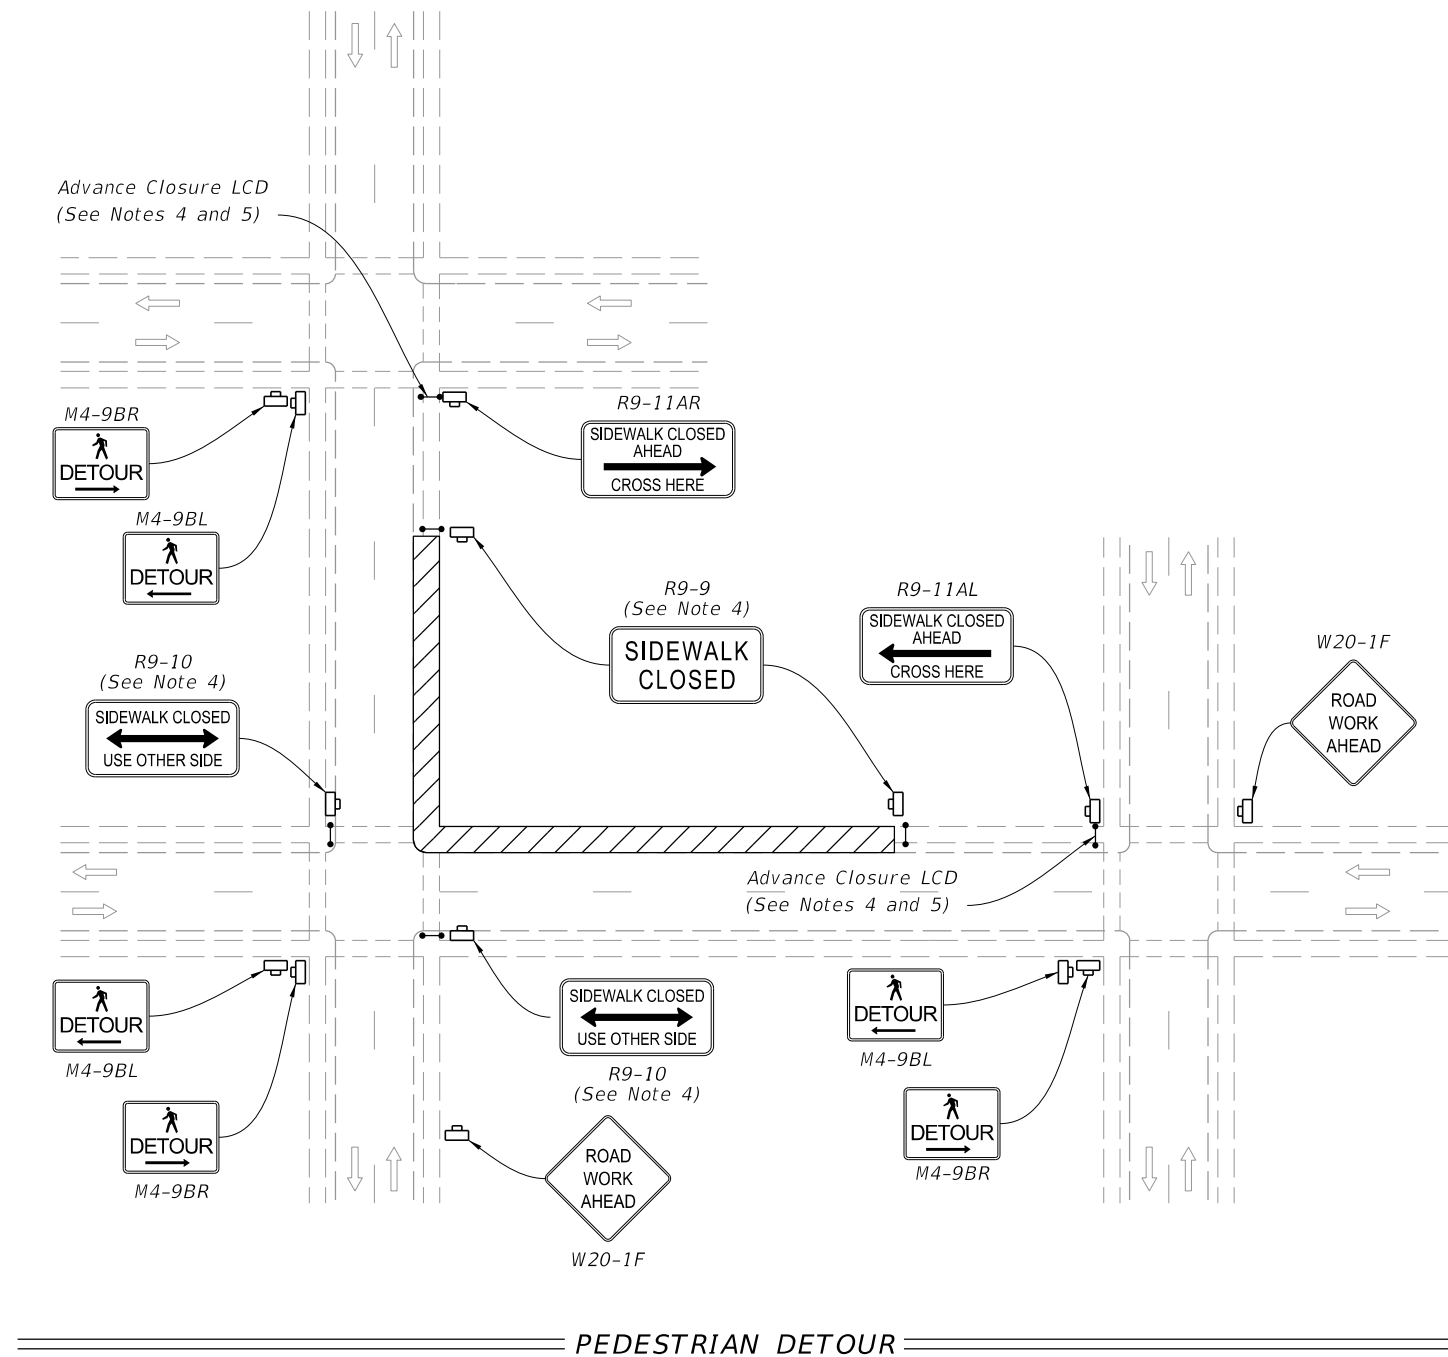 Advance Closure LCD
(See Notes 4 and 5)
M4-9BR
DETOUR
M4-9BL
DETOUR
R9-11AR
SIDEWALK CLOSED
AHEAD
CROSS HERE
R9-9
(See Note 4)
SIDEWALK
CLOSED
R9-11AL
SIDEWALK CLOSED
AHEAD
CROSS HERE
W20-1F
ROAD
WORK
AHEAD
R9-10
(See Note 4)
SIDEWALK CLOSED
USE OTHER SIDE
Advance Closure LCD
(See Notes 4 and 5)
DETOUR
M4-9BL
DETOUR
M4-9BR
SIDEWALK CLOSED
USE OTHER SIDE
R9-10
(See Note 4)
ROAD
WORK
AHEAD
W20-1F
DETOUR
M4-9BL
DETOUR
M4-9BR
PEDESTRIAN DETOUR